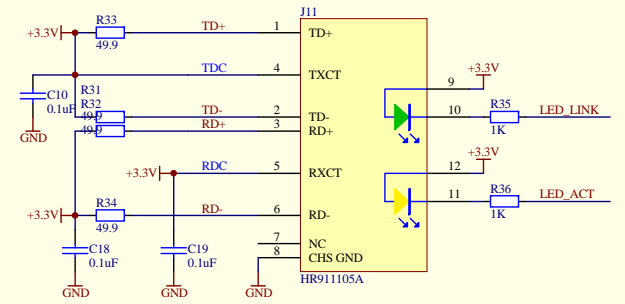 J11
R33
+3.3V
49.9
TD+
1
TD+
TDC
4
TXCT
9
+3.3V
C10
0.1uF
R31
R32
49.9
49.9
TD-
2
TD-
RD+
3
RD+
10
R35
1K
LED_LINK
GND
+3.3V
RDC
5
RXCT
12
+3.3V
+3.3V
R34
49.9
RD-
6
RD-
11
R36
1K
LED_ACT
7
NC
8
CHS GND
C18
0.1uF
C19
0.1uF
HR911105A
GND
GND
GND